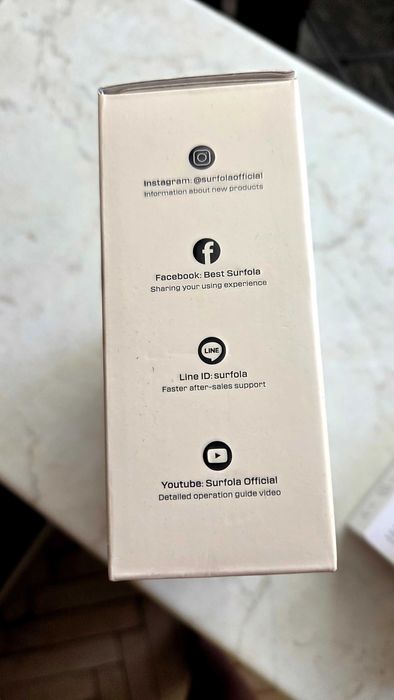 Instagram: @surfolaofficial
Information about new products
Facebook: Best Surfola
Sharing your using experience
LINE
Line ID: surfola
Faster after-sales support
Youtube: Surfola Official
Detailed operation guide video